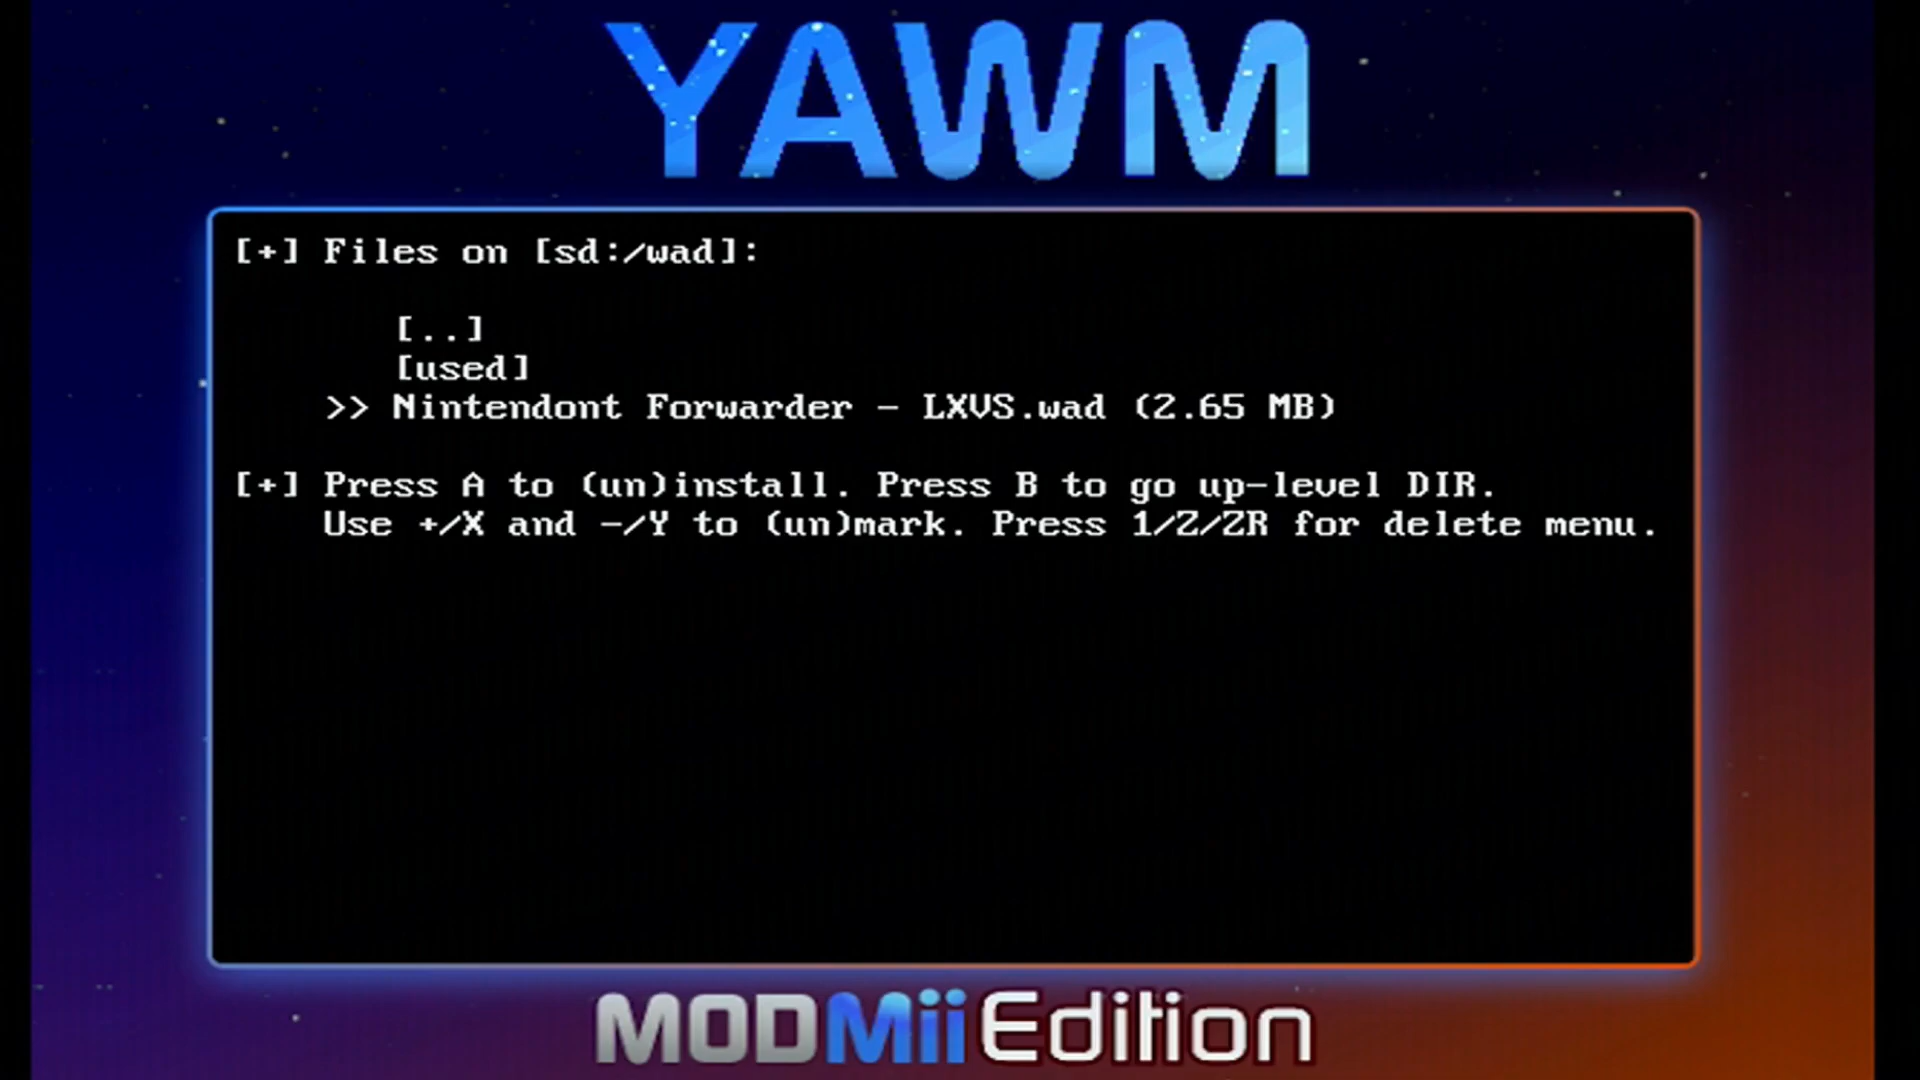 YAWM
[+] Files on [sd:/wad]:
[..]
[used]
>> Nintendont Forwarder - LXVS.wad (2.65 MB)
[+] Press A to (un)install. Press B to go up-level DIR.
Use +/X and -/Y to (un)mark. Press 1/Z/ZR for delete menu.
MODMii Edition